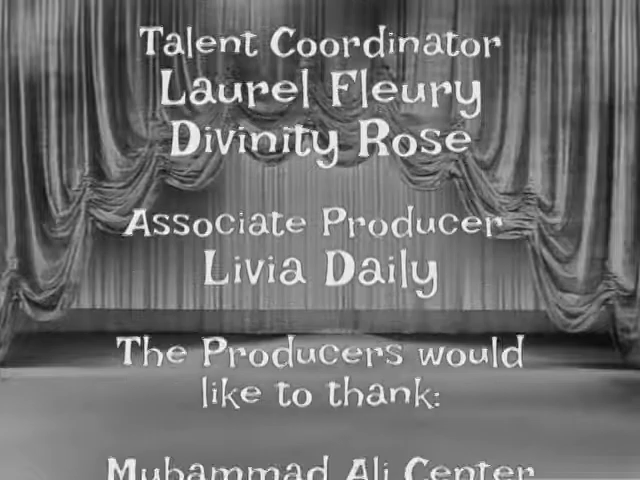 Talent Coordinator
Laurel Fleury
Divinity Rose
Associate Producer
Livia Daily
The Producers would
like to thank:
Muhammad Ali Center